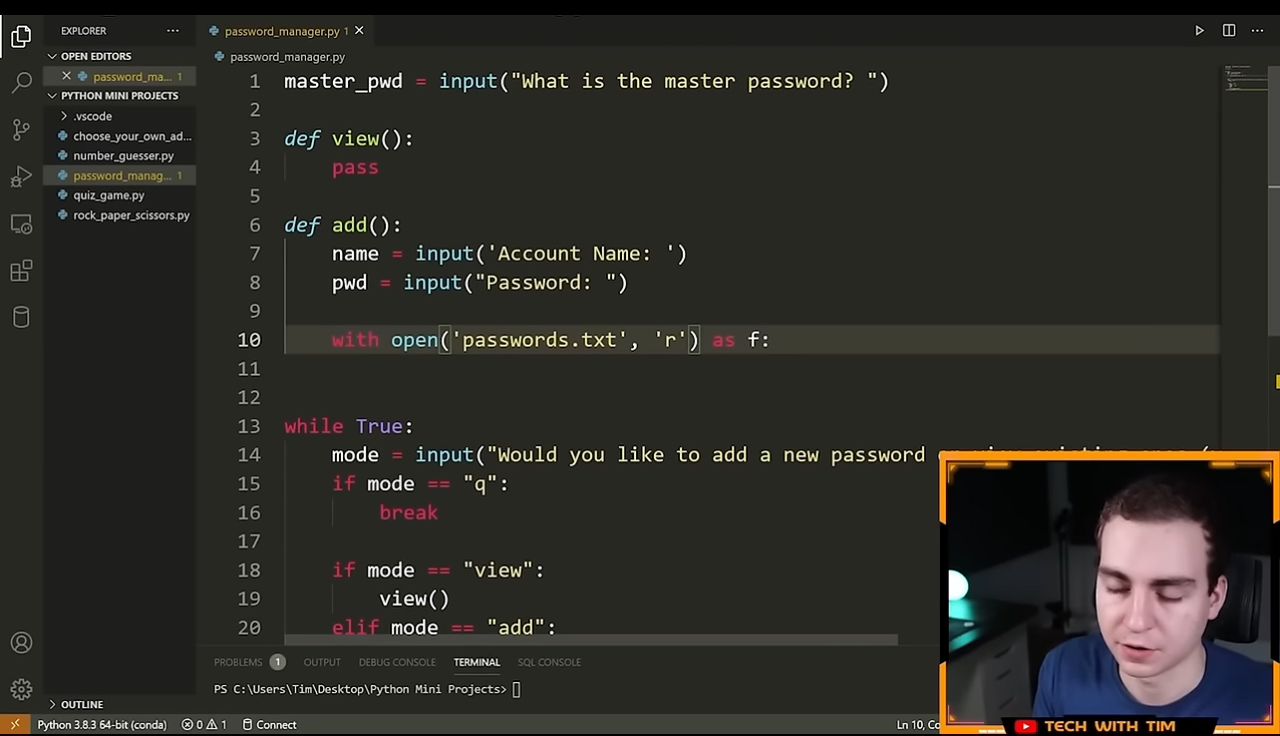 EXPLORER
password_manager.py 1
OPEN EDITORS
password_ma... 1
password_manager.py
PYTHON MINI PROJECTS
.vscode
choose_your_own_ad...
number_guesser.py
password_manag... 1
quiz_game.py
rock_paper_scissors.py
1 master_pwd = input("What is the master password? ")
2
3 def view():
4 pass
5
6 def add():
7 name = input('Account Name: ')
8 pwd = input("Password: ")
9
10 with open('passwords.txt', 'r') as f:
11
12
13 while True:
14 mode = input("Would you like to add a new password
15 if mode == "q":
16 break
17
18 if mode == "view":
19 view()
20 elif mode == "add":
PROBLEMS 1 OUTPUT DEBUG CONSOLE TERMINAL SQL CONSOLE
PS C:\Users\Tim\Desktop\Python Mini Projects>
OUTLINE
Python 3.8.3 64-bit (conda) 0 1 Connect
Ln 10, Co
TECH WITH TIM